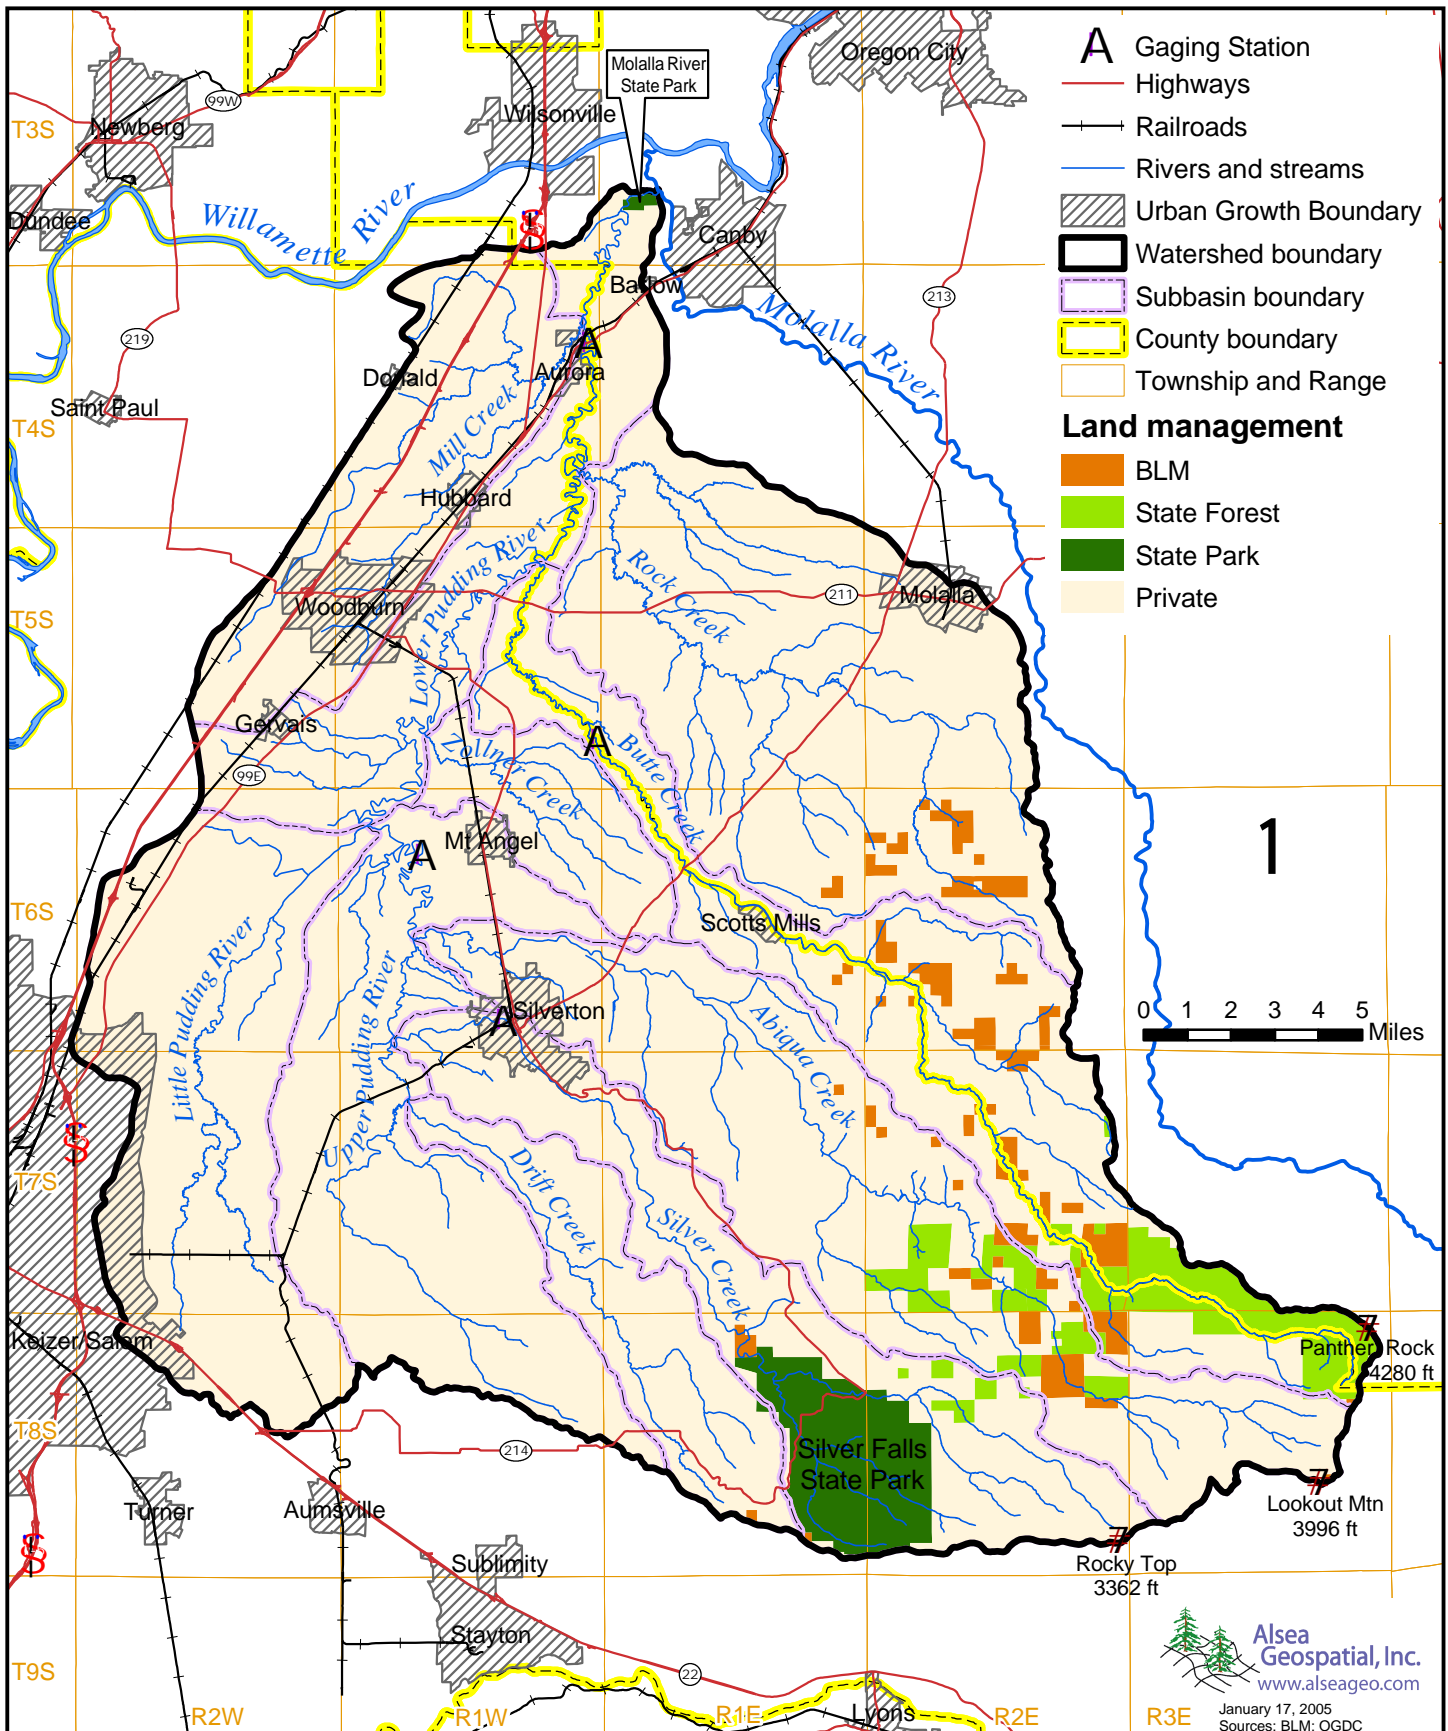 A Gaging Station
Highways
Railroads
Rivers and streams
Urban Growth Boundary
Watershed boundary
Subbasin boundary
County boundary
Township and Range
Land management
BLM
State Forest
State Park
Private
Oregon City
Molalla River
State Park
Wilsonville
99W
Newberg
T3S
Dundee
Willamette River
Canby
Barlow
213
Molalla River
219
A
Aurora
Donald
Saint Paul
Mill Creek
T4S
Hubbard
Lower Pudding River
Rock Creek
211
Molalla
Woodburn
T5S
Gervais
99E
Zollner Creek
A
Butte Creek
1
Mt Angel
A
T6S
Scotts Mills
Little Pudding River
Upper Pudding River
A
Silverton
Abiqua Creek
0 1 2 3 4 5
Miles
T7S
Drift Creek
Silver Creek
Keizer/Salem
Panther Rock
4280 ft
T8S
214
Silver Falls
State Park
Lookout Mtn
3996 ft
Turner
Aumsville
Rocky Top
3362 ft
Sublimity
Stayton
T9S
22
Lyons
R2W
R1W
R1E
R2E
R3E
Alsea
Geospatial, Inc.
www.alseageo.com
January 17, 2005
Sources: BLM; OGDC